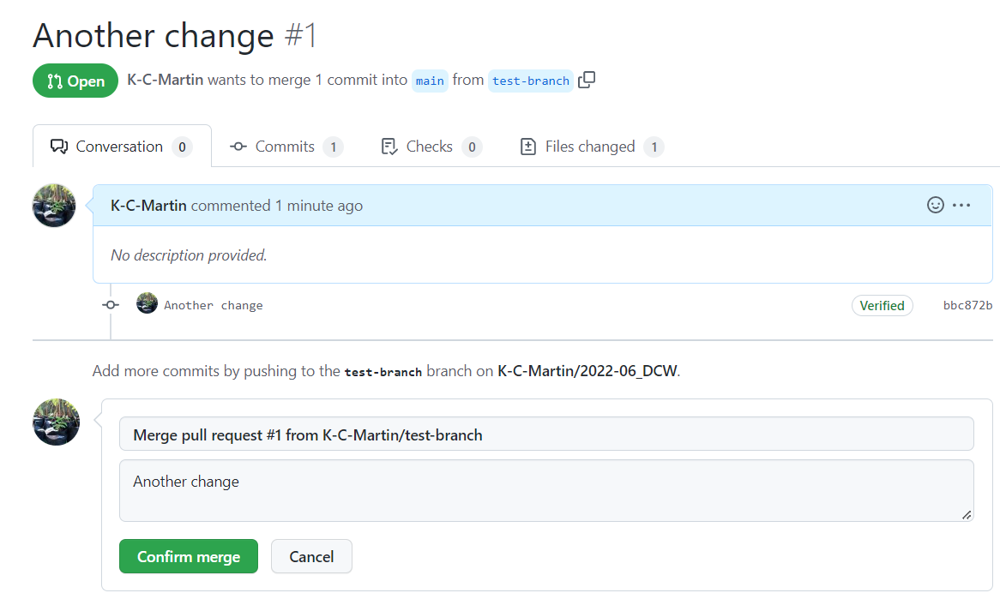 Another change #1
Open K-C-Martin wants to merge 1 commit into main from test-branch
Conversation 0 Commits 1 Checks 0 Files changed 1
K-C-Martin commented 1 minute ago
No description provided.
Another change Verified bbc872b
Add more commits by pushing to the test-branch branch on K-C-Martin/2022-06_DCW.
Merge pull request #1 from K-C-Martin/test-branch
Another change
Confirm merge Cancel